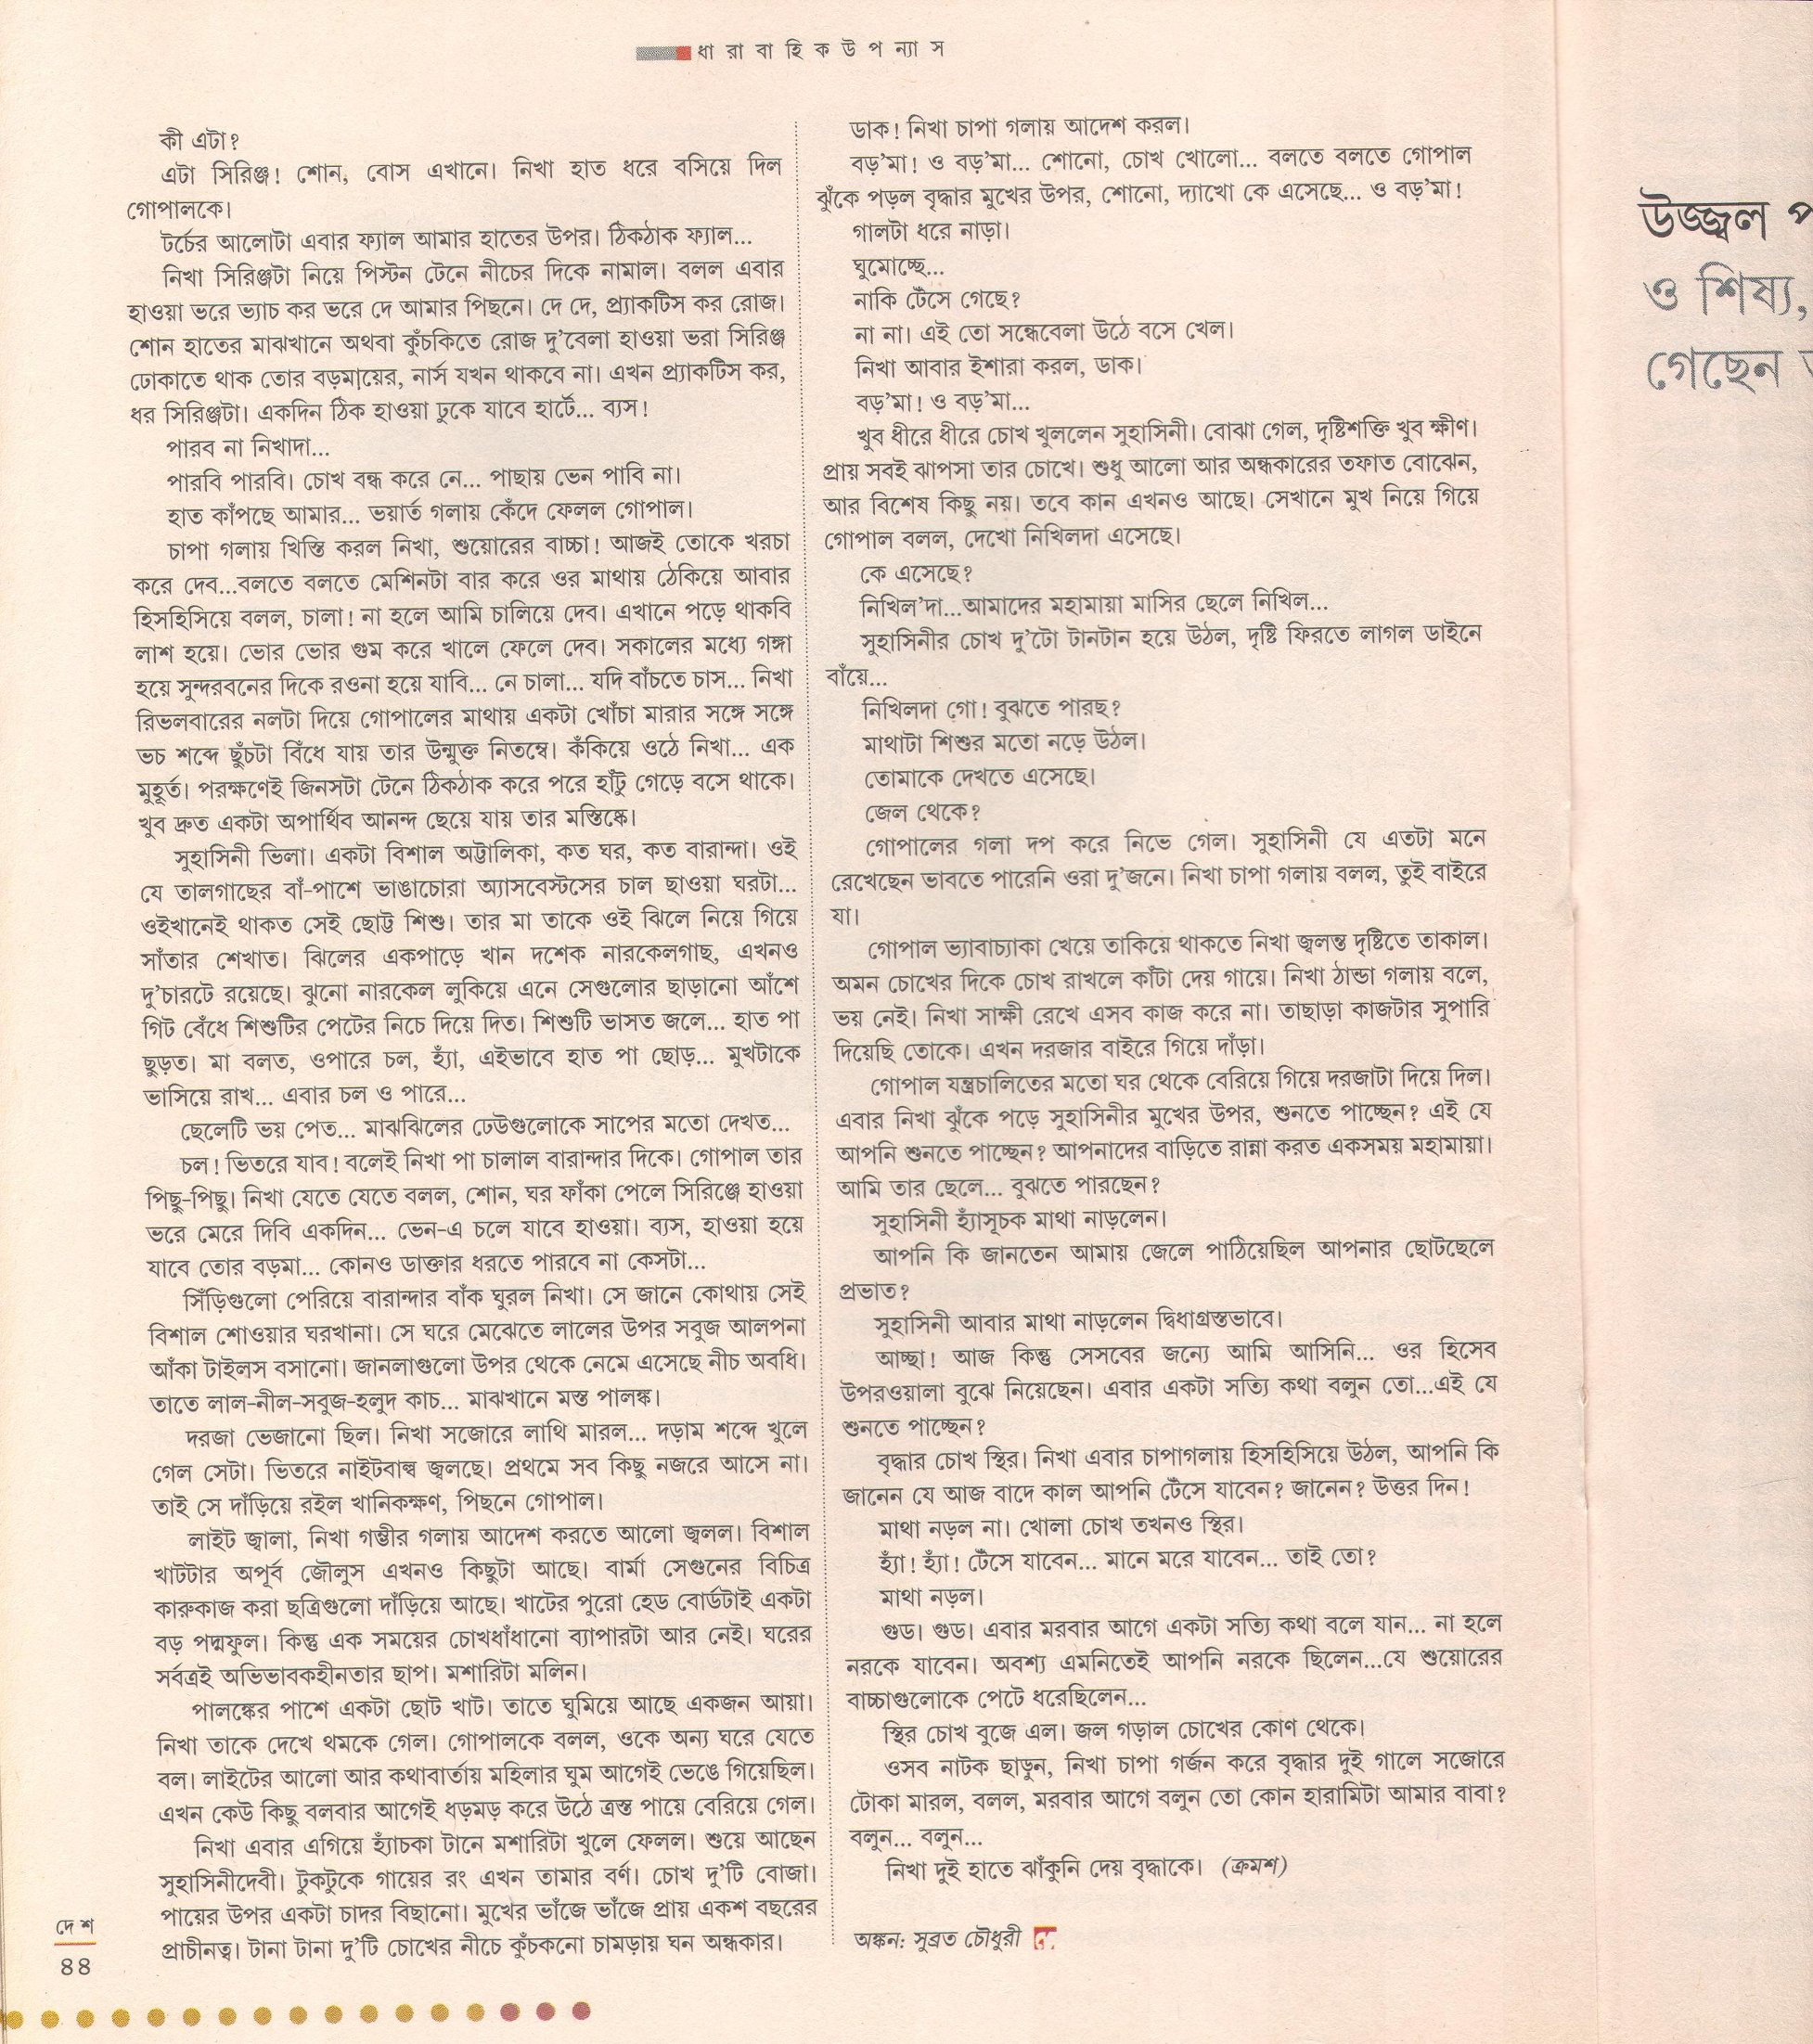 ধা রা বা হি ক উ প ন্যা স
কী এটা?
এটা সিরিঞ্জ! শোন, বোস এখানে। নিখা হাত ধরে বসিয়ে দিল
গোপালকে।
টর্চের আলোটা এবার ফ্যাল আমার হাতের উপর। ঠিকঠাক ফ্যাল...
নিখা সিরিঞ্জটা নিয়ে পিস্টন টেনে নীচের দিকে নামাল। বলল এবার
হাওয়া ভরে ভ্যাচ কর ভরে দে আমার পিছনে। দে দে, প্র্যাকটিস কর রোজ।
শোন হাতের মাঝখানে অথবা কুঁচকিতে রোজ দু’বেলা হাওয়া ভরা সিরিঞ্জ
ঢোকাতে থাক তোর বড়মায়ের, নার্স যখন থাকবে না। এখন প্র্যাকটিস কর,
ধর সিরিঞ্জটা। একদিন ঠিক হাওয়া ঢুকে যাবে হার্টে... ব্যস!
পারব না নিখাদা...
পারবি পারবি। চোখ বন্ধ করে নে... পাছায় ভেন পাবি না।
হাত কাঁপছে আমার... ভয়ার্ত গলায় কেঁদে ফেলল গোপাল।
চাপা গলায় খিস্তি করল নিখা, শুয়োরের বাচ্চা! আজই তোকে খরচা
করে দেব...বলতে বলতে মেশিনটা বার করে ওর মাথায় ঠেকিয়ে আবার
হিসহিসিয়ে বলল, চালা! না হলে আমি চালিয়ে দেব। এখানে পড়ে থাকবি
লাশ হয়ে। ভোর ভোর গুম করে খালে ফেলে দেব। সকালের মধ্যে গঙ্গা
হয়ে সুন্দরবনের দিকে রওনা হয়ে যাবি... নে চালা... যদি বাঁচতে চাস... নিখা
রিভলবারের নলটা দিয়ে গোপালের মাথায় একটা খোঁচা মারার সঙ্গে সঙ্গে
ভচ শব্দে ছুঁচটা বিঁধে যায় তার উন্মুক্ত নিতম্বে। কঁকিয়ে ওঠে নিখা... এক
মুহূর্ত। পরক্ষণেই জিনসটা টেনে ঠিকঠাক করে পরে হাঁটু গেড়ে বসে থাকে।
খুব দ্রুত একটা অপার্থিব আনন্দ ছেয়ে যায় তার মস্তিষ্কে।
সুহাসিনী ভিলা। একটা বিশাল অট্টালিকা, কত ঘর, কত বারান্দা। ওই
যে তালগাছের বাঁ-পাশে ভাঙাচোরা অ্যাসবেস্টসের চাল ছাওয়া ঘরটা...
ওইখানেই থাকত সেই ছোট্ট শিশু। তার মা তাকে ওই ঝিলে নিয়ে গিয়ে
সাঁতার শেখাত। ঝিলের একপাড়ে খান দশেক নারকেলগাছ, এখনও
দু’চারটে রয়েছে। ঝুনো নারকেল লুকিয়ে এনে সেগুলোর ছাড়ানো আঁশে
গিট বেঁধে শিশুটির পেটের নিচে দিয়ে দিত। শিশুটি ভাসত জলে... হাত পা
ছুড়ত। মা বলত, ওপারে চল, হ্যাঁ, এইভাবে হাত পা ছোড়... মুখটাকে
ভাসিয়ে রাখ... এবার চল ও পারে...
ছেলেটি ভয় পেত... মাঝঝিলের ঢেউগুলোকে সাপের মতো দেখত...
চল! ভিতরে যাব! বলেই নিখা পা চালাল বারান্দার দিকে। গোপাল তার
পিছু-পিছু। নিখা যেতে যেতে বলল, শোন, ঘর ফাঁকা পেলে সিরিঞ্জে হাওয়া
ভরে মেরে দিবি একদিন... ভেন-এ চলে যাবে হাওয়া। ব্যস, হাওয়া হয়ে
যাবে তোর বড়মা... কোনও ডাক্তার ধরতে পারবে না কেসটা...
সিঁড়িগুলো পেরিয়ে বারান্দার বাঁক ঘুরল নিখা। সে জানে কোথায় সেই
বিশাল শোওয়ার ঘরখানা। সে ঘরে মেঝেতে লালের উপর সবুজ আলপনা
আঁকা টাইলস বসানো। জানলাগুলো উপর থেকে নেমে এসেছে নীচ অবধি।
তাতে লাল-নীল-সবুজ-হলুদ কাচ... মাঝখানে মস্ত পালঙ্ক।
দরজা ভেজানো ছিল। নিখা সজোরে লাথি মারল... দড়াম শব্দে খুলে
গেল সেটা। ভিতরে নাইটবাল্ব জ্বলছে। প্রথমে সব কিছু নজরে আসে না।
তাই সে দাঁড়িয়ে রইল খানিকক্ষণ, পিছনে গোপাল।
লাইট জ্বালা, নিখা গম্ভীর গলায় আদেশ করতে আলো জ্বলল। বিশাল
খাটটার অপূর্ব জৌলুস এখনও কিছুটা আছে। বার্মা সেগুনের বিচিত্র
কারুকাজ করা ছত্রিগুলো দাঁড়িয়ে আছে। খাটের পুরো হেড বোর্ডটাই একটা
বড় পদ্মফুল। কিন্তু এক সময়ের চোখধাঁধানো ব্যাপারটা আর নেই। ঘরের
সর্বত্রই অভিভাবকহীনতার ছাপ। মশারিটা মলিন।
পালঙ্কের পাশে একটা ছোট খাট। তাতে ঘুমিয়ে আছে একজন আয়া।
নিখা তাকে দেখে থমকে গেল। গোপালকে বলল, ওকে অন্য ঘরে যেতে
বল। লাইটের আলো আর কথাবার্তায় মহিলার ঘুম আগেই ভেঙে গিয়েছিল।
এখন কেউ কিছু বলবার আগেই ধড়মড় করে উঠে ত্রস্ত পায়ে বেরিয়ে গেল।
নিখা এবার এগিয়ে হ্যাঁচকা টানে মশারিটা খুলে ফেলল। শুয়ে আছেন
সুহাসিনীদেবী। টুকটুকে গায়ের রং এখন তামার বর্ণ। চোখ দু’টি বোজা।
পায়ের উপর একটা চাদর বিছানো। মুখের ভাঁজে ভাঁজে প্রায় একশ বছরের
প্রাচীনত্ব। টানা টানা দু’টি চোখের নীচে কুঁচকনো চামড়ায় ঘন অন্ধকার।
ডাক! নিখা চাপা গলায় আদেশ করল।
বড়’মা! ও বড়’মা... শোনো, চোখ খোলো... বলতে বলতে গোপাল
ঝুঁকে পড়ল বৃদ্ধার মুখের উপর, শোনো, দ্যাখো কে এসেছে... ও বড়’মা!
গালটা ধরে নাড়া।
ঘুমোচ্ছে...
নাকি টেঁসে গেছে?
না না। এই তো সন্ধেবেলা উঠে বসে খেল।
নিখা আবার ইশারা করল, ডাক।
বড়’মা! ও বড়’মা...
খুব ধীরে ধীরে চোখ খুললেন সুহাসিনী। বোঝা গেল, দৃষ্টিশক্তি খুব ক্ষীণ।
প্রায় সবই ঝাপসা তার চোখে। শুধু আলো আর অন্ধকারের তফাত বোঝেন,
আর বিশেষ কিছু নয়। তবে কান এখনও আছে। সেখানে মুখ নিয়ে গিয়ে
গোপাল বলল, দেখো নিখিলদা এসেছে।
কে এসেছে?
নিখিল’দা...আমাদের মহামায়া মাসির ছেলে নিখিল...
সুহাসিনীর চোখ দু’টো টানটান হয়ে উঠল, দৃষ্টি ফিরতে লাগল ডাইনে
বাঁয়ে...
নিখিলদা গো! বুঝতে পারছ?
মাথাটা শিশুর মতো নড়ে উঠল।
তোমাকে দেখতে এসেছে।
জেল থেকে?
গোপালের গলা দপ করে নিভে গেল। সুহাসিনী যে এতটা মনে
রেখেছেন ভাবতে পারেনি ওরা দু’জনে। নিখা চাপা গলায় বলল, তুই বাইরে
যা।
গোপাল ভ্যাবাচ্যাকা খেয়ে তাকিয়ে থাকতে নিখা জ্বলন্ত দৃষ্টিতে তাকাল।
অমন চোখের দিকে চোখ রাখলে কাঁটা দেয় গায়ে। নিখা ঠান্ডা গলায় বলে,
ভয় নেই। নিখা সাক্ষী রেখে এসব কাজ করে না। তাছাড়া কাজটার সুপারি
দিয়েছি তোকে। এখন দরজার বাইরে গিয়ে দাঁড়া।
গোপাল যন্ত্রচালিতের মতো ঘর থেকে বেরিয়ে গিয়ে দরজাটা দিয়ে দিল।
এবার নিখা ঝুঁকে পড়ে সুহাসিনীর মুখের উপর, শুনতে পাচ্ছেন? এই যে
আপনি শুনতে পাচ্ছেন? আপনাদের বাড়িতে রান্না করত একসময় মহামায়া।
আমি তার ছেলে... বুঝতে পারছেন?
সুহাসিনী হ্যাঁসূচক মাথা নাড়লেন।
আপনি কি জানতেন আমায় জেলে পাঠিয়েছিল আপনার ছোটছেলে
প্রভাত?
সুহাসিনী আবার মাথা নাড়লেন দ্বিধাগ্রস্তভাবে।
আচ্ছা! আজ কিন্তু সেসবের জন্যে আমি আসিনি... ওর হিসেব
উপরওয়ালা বুঝে নিয়েছেন। এবার একটা সত্যি কথা বলুন তো...এই যে
শুনতে পাচ্ছেন?
বৃদ্ধার চোখ স্থির। নিখা এবার চাপাগলায় হিসহিসিয়ে উঠল, আপনি কি
জানেন যে আজ বাদে কাল আপনি টেঁসে যাবেন? জানেন? উত্তর দিন!
মাথা নড়ল না। খোলা চোখ তখনও স্থির।
হ্যাঁ! হ্যাঁ! টেঁসে যাবেন... মানে মরে যাবেন... তাই তো?
মাথা নড়ল।
গুড। গুড। এবার মরবার আগে একটা সত্যি কথা বলে যান... না হলে
নরকে যাবেন। অবশ্য এমনিতেই আপনি নরকে ছিলেন...যে শুয়োরের
বাচ্চাগুলোকে পেটে ধরেছিলেন...
স্থির চোখ বুজে এল। জল গড়াল চোখের কোণ থেকে।
ওসব নাটক ছাড়ুন, নিখা চাপা গর্জন করে বৃদ্ধার দুই গালে সজোরে
টোকা মারল, বলল, মরবার আগে বলুন তো কোন হারামিটা আমার বাবা?
বলুন... বলুন...
নিখা দুই হাতে ঝাঁকুনি দেয় বৃদ্ধাকে। (ক্রমশ)
অঙ্কন: সুব্রত চৌধুরী
দে শ
৪৪
উজ্জ্বল
ও শিষ্য,
গেছেন